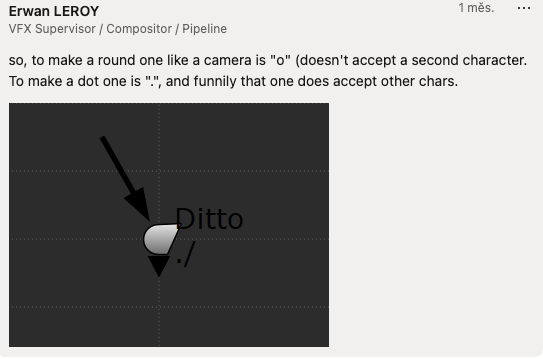 Erwan LEROY
1 měs.
VFX Supervisor / Compositor / Pipeline
so, to make a round one like a camera is "o" (doesn't accept a second character.
To make a dot one is ".", and funnily that one does accept other chars.
Ditto
./